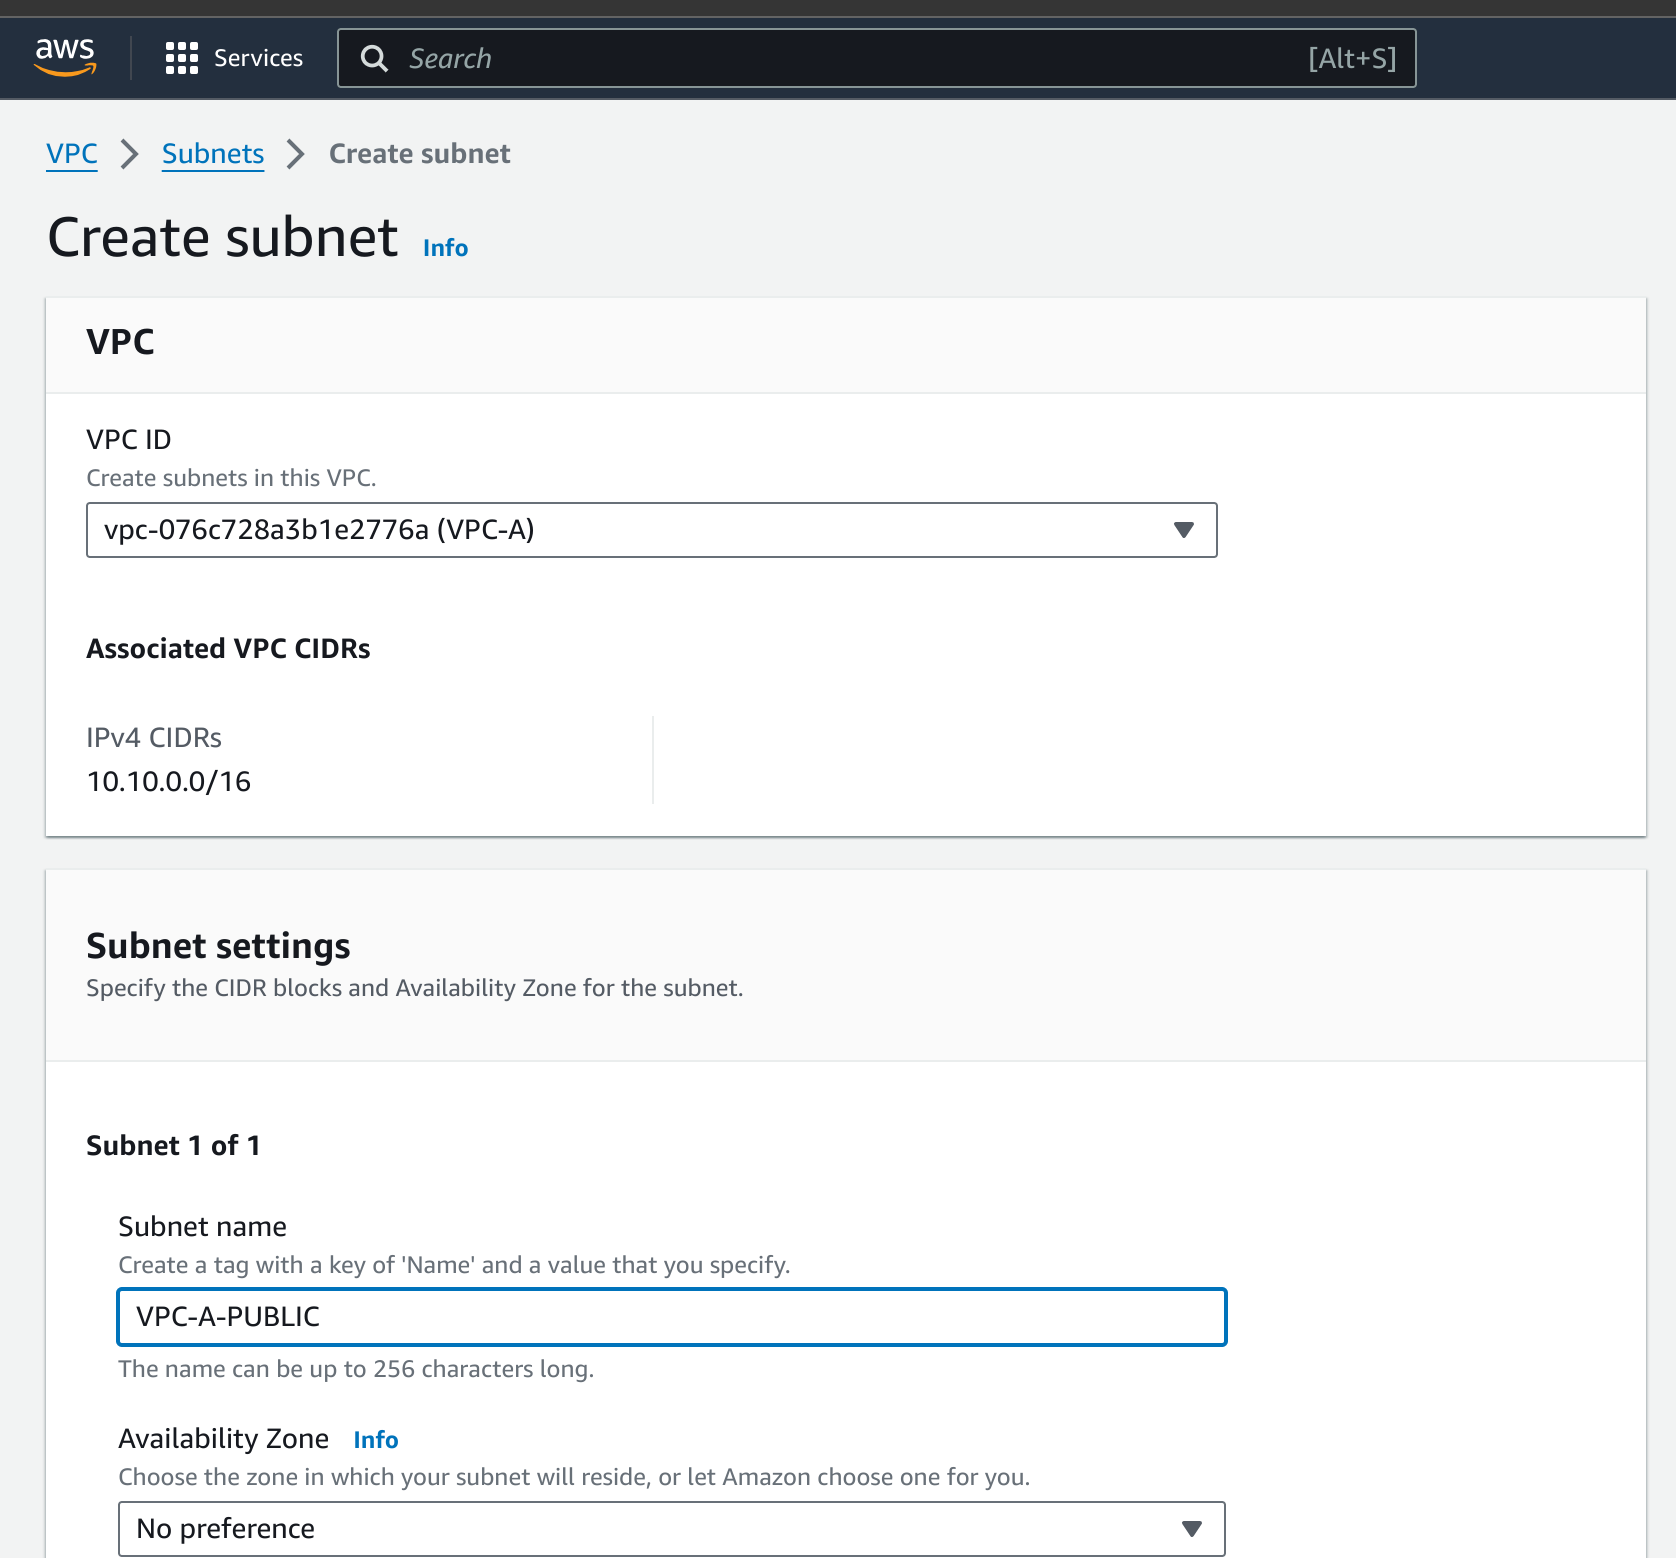 aws
Services
Search
[Alt+S]
VPC
Subnets
Create subnet
Create subnet
Info
VPC
VPC ID
Create subnets in this VPC.
vpc-076c728a3b1e2776a (VPC-A)
Associated VPC CIDRs
IPv4 CIDRs
10.10.0.0/16
Subnet settings
Specify the CIDR blocks and Availability Zone for the subnet.
Subnet 1 of 1
Subnet name
Create a tag with a key of 'Name' and a value that you specify.
VPC-A-PUBLIC
The name can be up to 256 characters long.
Availability Zone
Info
Choose the zone in which your subnet will reside, or let Amazon choose one for you.
No preference